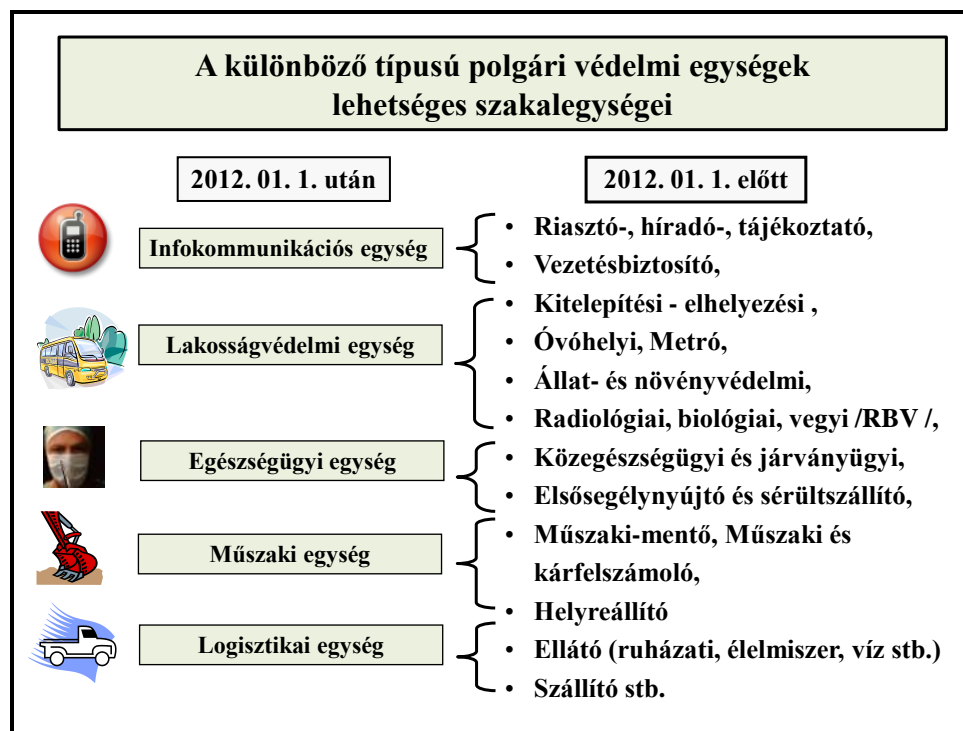 A különböző típusú polgári védelmi egységek
lehetséges szakalegységei
2012. 01. 1. után
2012. 01. 1. előtt
Infokommunikációs egység
• Riasztó-, híradó-, tájékoztató,
• Vezetésbiztosító,
Lakosságvédelmi egység
• Kitelepítési - elhelyezési ,
• Óvóhelyi, Metró,
• Állat- és növényvédelmi,
• Radiológiai, biológiai, vegyi /RBV /,
Egészségügyi egység
• Közegészségügyi és járványügyi,
• Elsősegélynyújtó és sérültszállító,
Műszaki egység
• Műszaki-mentő, Műszaki és
kárfelszámoló,
• Helyreállító
Logisztikai egység
• Ellátó (ruházati, élelmiszer, víz stb.)
• Szállító stb.